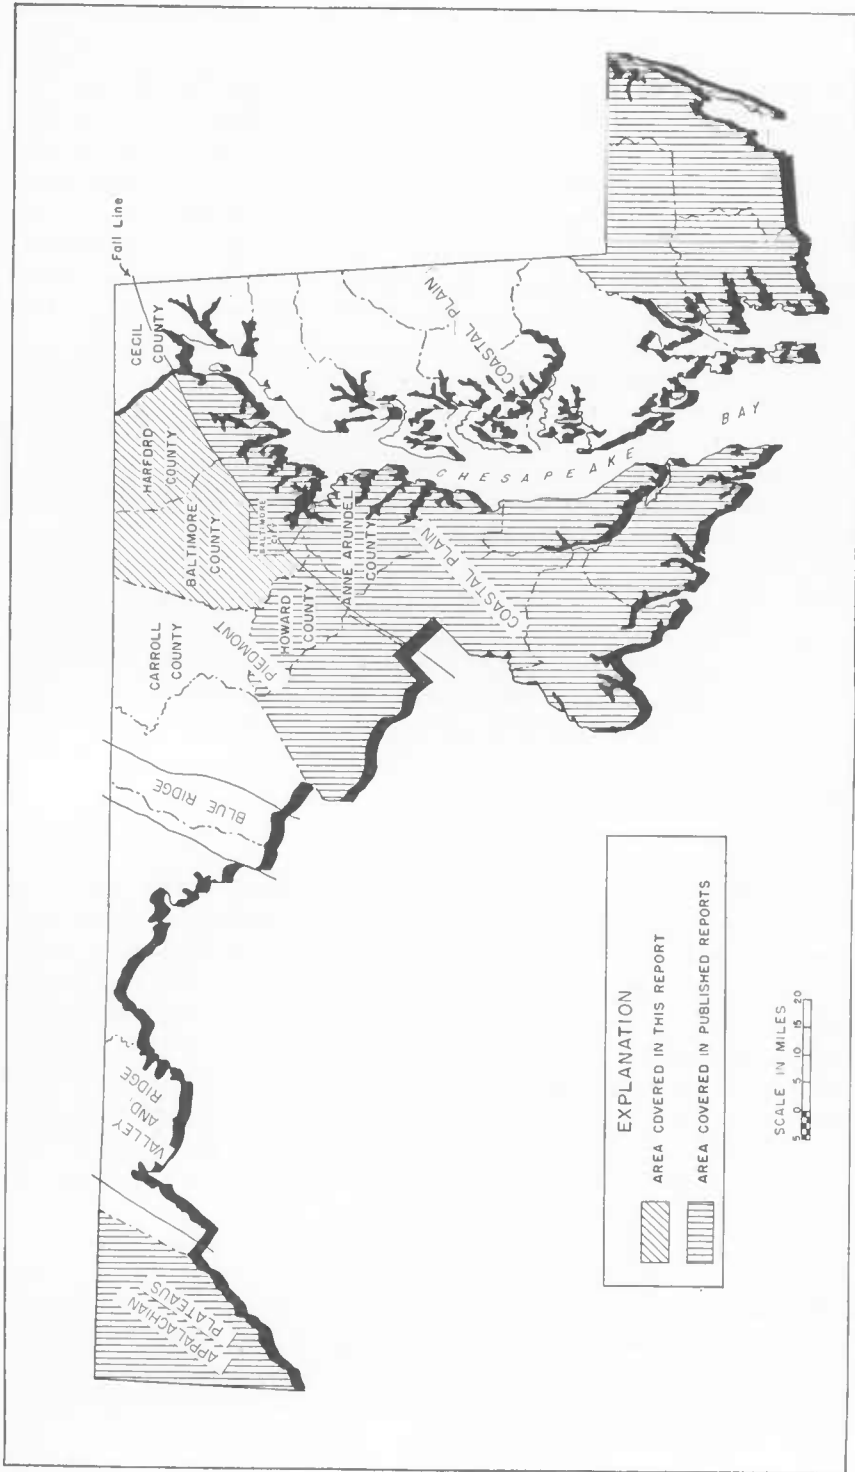 APPALACHIAN
PLATEAUS
VALLEY
AND
RIDGE
BLUE RIDGE
CARROLL
COUNTY
PIEDMONT
BALTIMORE
COUNTY
HARFORD
COUNTY
CECIL
COUNTY
Fall Line
BALTIMORE
CITY
HOWARD
COUNTY
ANNE ARUNDEL
COUNTY
COASTAL PLAIN
COASTAL PLAIN
CHESAPEAKE
BAY
EXPLANATION
AREA COVERED IN THIS REPORT
AREA COVERED IN PUBLISHED REPORTS
SCALE IN MILES
5 0 5 10 15 20